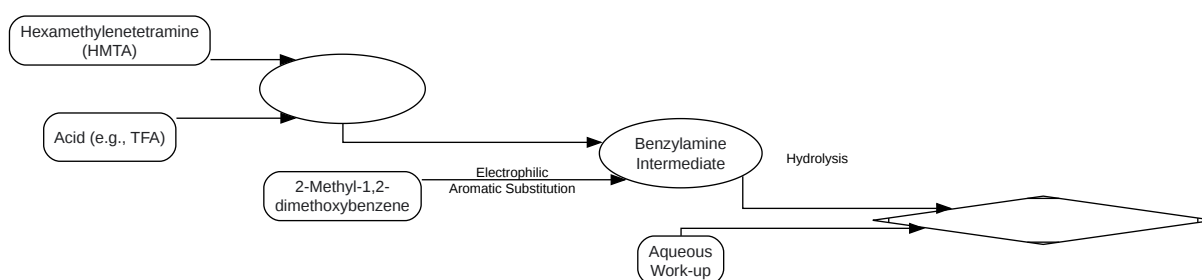 Hexamethylenetetramine
(HMTA)
Acid (e.g., TFA)
Benzylamine
Intermediate
Hydrolysis
Electrophilic
Aromatic Substitution
2-Methyl-1,2-
dimethoxybenzene
Aqueous
Work-up